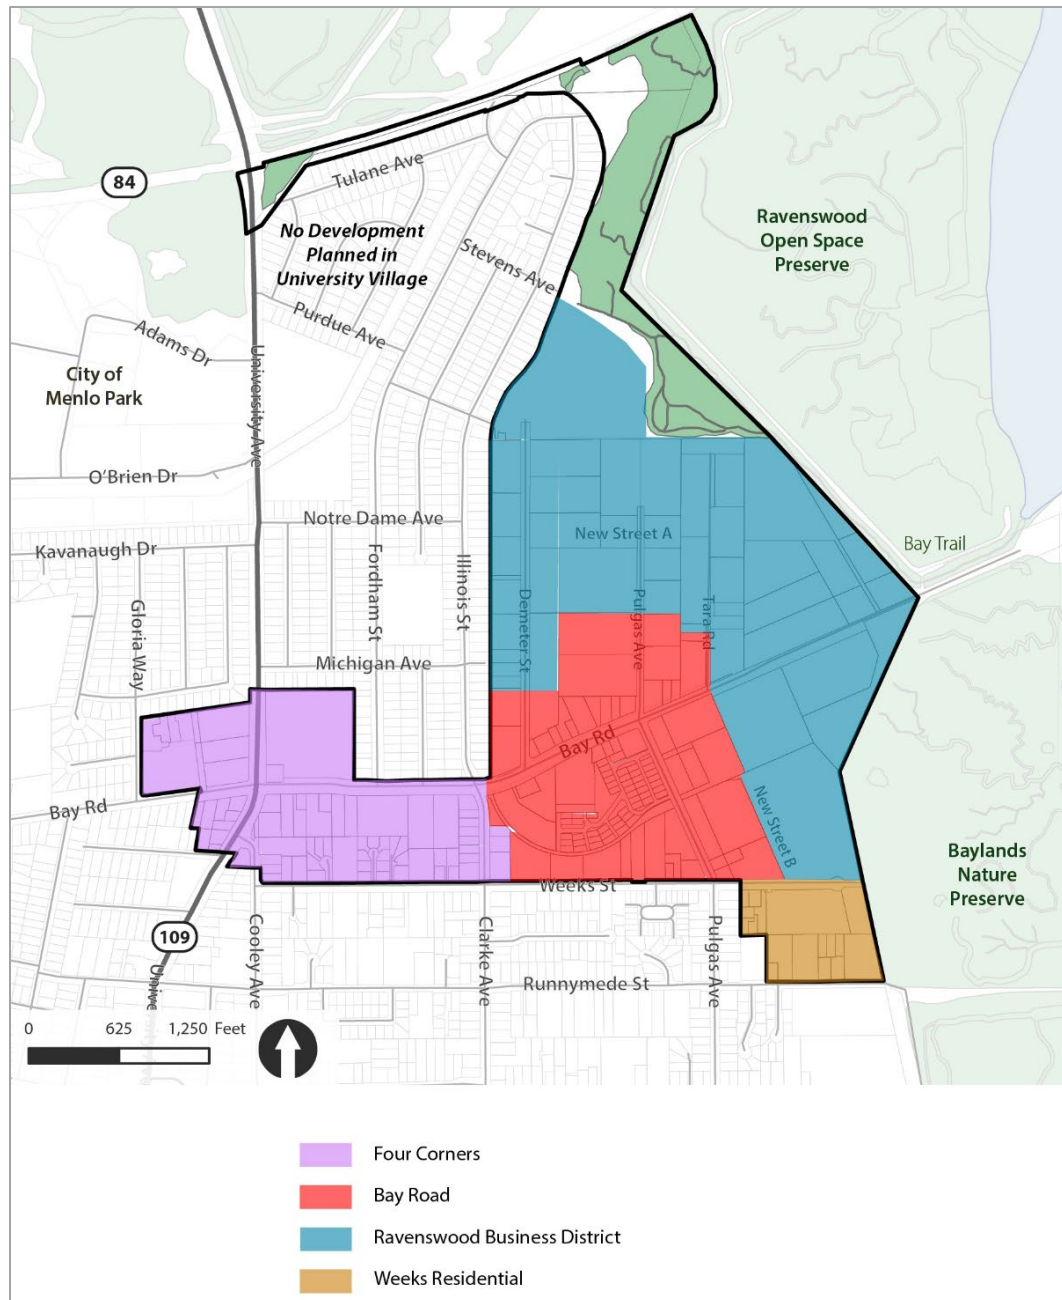 84
Tulane Ave
No Development
Planned in
University Village
Stevens Ave
Ravenswood
Open Space
Preserve
Purdue Ave
Adams Dr
University Ave
City of
Menlo Park
O'Brien Dr
Notre Dame Ave
New Street A
Kavanaugh Dr
Bay Trail
Fordham St
Illinois St
Gloria Way
Demeter St
Pulgas Ave
Tara Rd
Michigan Ave
Bay Rd
Bay Rd
New Street B
Baylands
Nature
Preserve
Weeks St
109
Cooley Ave
Clarke Ave
Pulgas Ave
Unive
Runnymede St
0 625 1,250 Feet
Four Corners
Bay Road
Ravenswood Business District
Weeks Residential